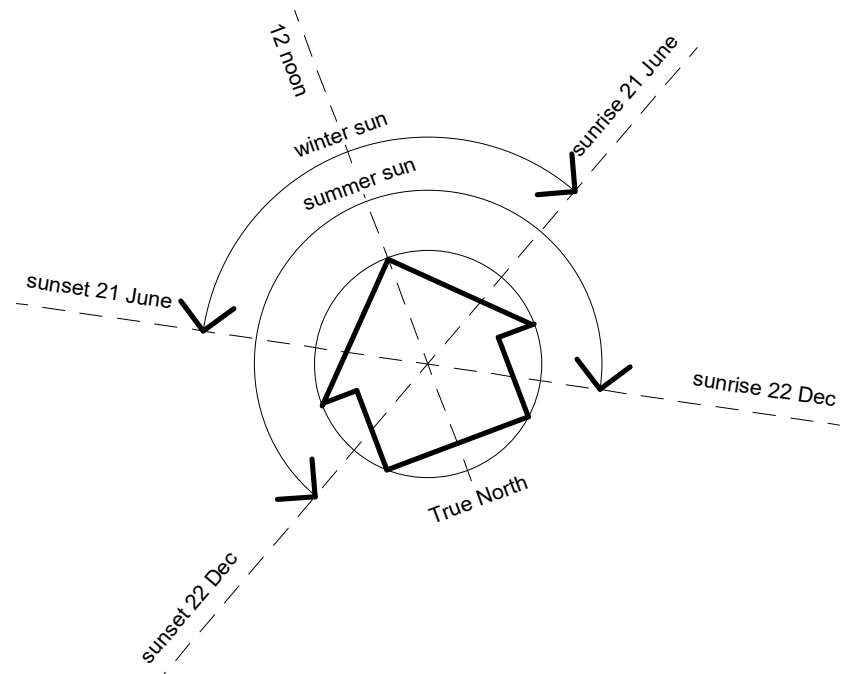 12 noon
sunrise 21 June
winter sun
summer sun
sunset 21 June
sunrise 22 Dec
True North
sunset 22 Dec